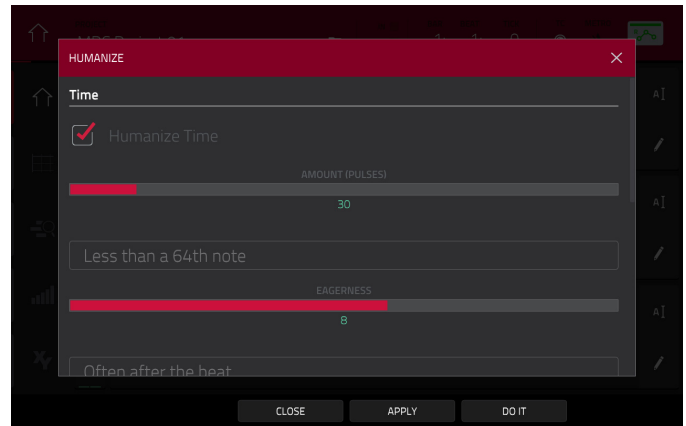 HUMANIZE
Time
Humanize Time
AMOUNT (PULSES)
30
Less than a 64th note
EAGERNESS
8
Often after the beat
XY
CLOSE APPLY DO IT